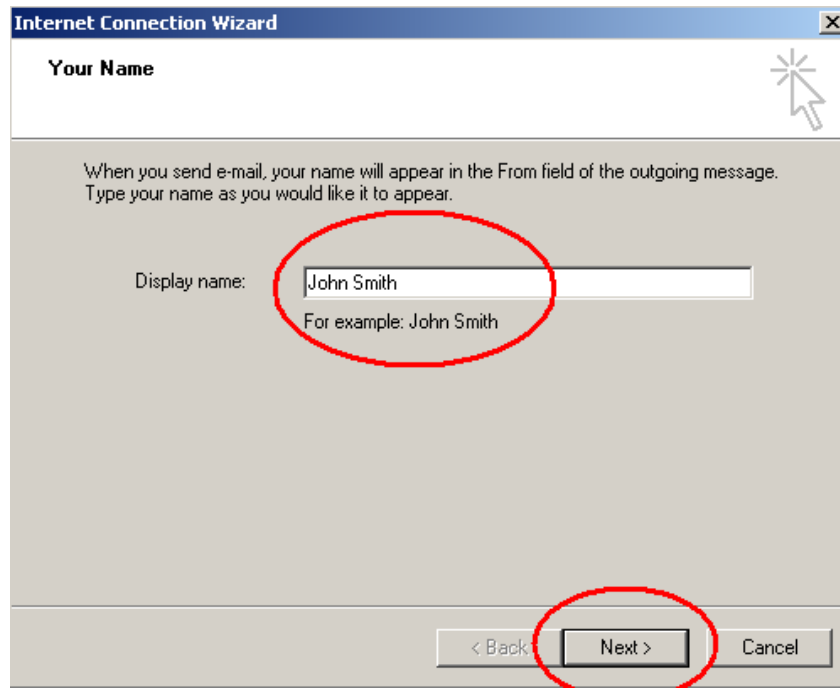 Internet Connection Wizard
Your Name
When you send e-mail, your name will appear in the From field of the outgoing message.
Type your name as you would like it to appear.
Display name: John Smith
For example: John Smith
< Back Next > Cancel